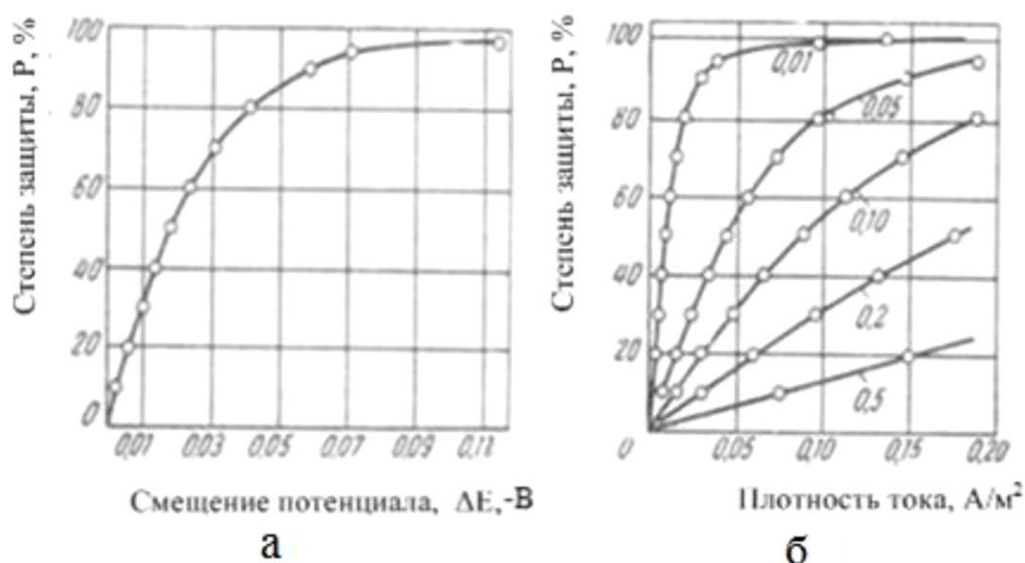 Степень защиты, Р, %
100
80
60
40
20
0
0,01 0,03 0,05 0,07 0,09 0,11
Смещение потенциала, ΔЕ,-В
а
Степень защиты, Р, %
100
80
60
40
20
0
0,01
0,05
0,10
0,2
0,5
0,05 0,10 0,15 0,20
Плотность тока, А/м²
б